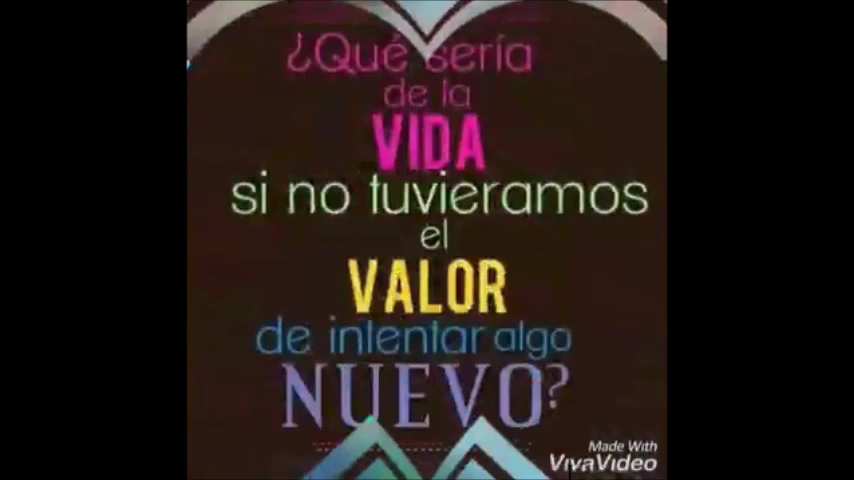 ¿Qué sería
de la
VIDA
si no tuvieramos
el
VALOR
de intentar algo
NUEVO?
Made With
VivaVideo